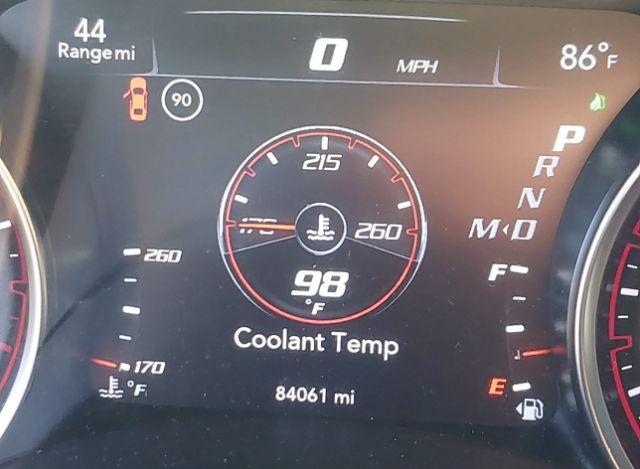 44
Range mi
0 MPH
86°F
90
P
R
N
M D
215
170 260
98
°F
Coolant Temp
84061 mi
260
170
°F
F
E